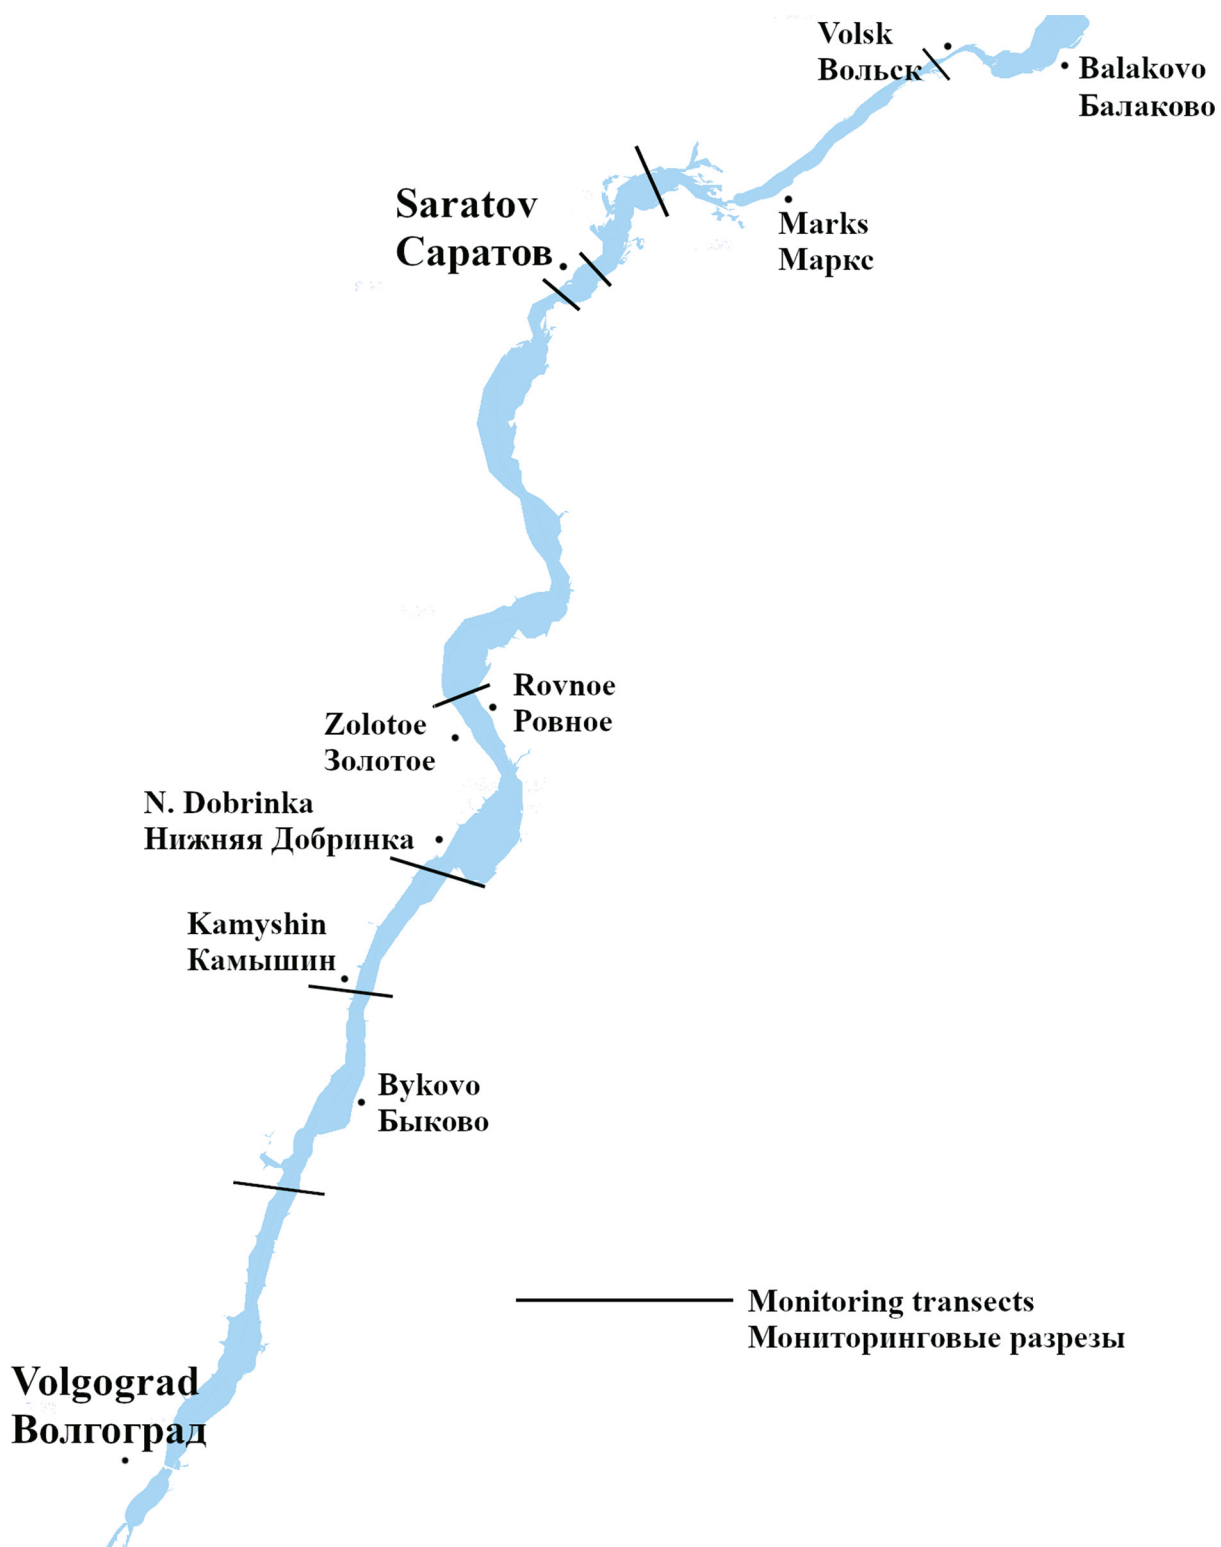 Volsk
Вольск
Balakovo
Балаково
Saratov
Саратов
Marks
Маркс
Rovnoe
Ровное
Zolotoe
Золотое
N. Dobrinka
Нижняя Добринка
Kamyshin
Камышин
Bykovo
Быково
Monitoring transects
Мониторинговые разрезы
Volgograd
Волгоград